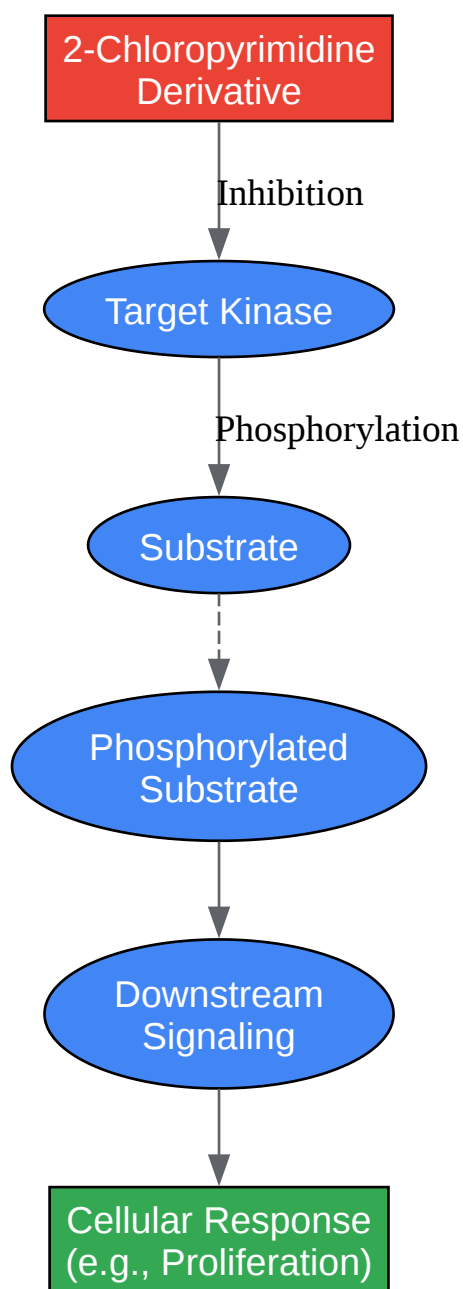 2-Chloropyrimidine
Derivative
Inhibition
Target Kinase
Phosphorylation
Substrate
Phosphorylated
Substrate
Downstream
Signaling
Cellular Response
(e.g., Proliferation)